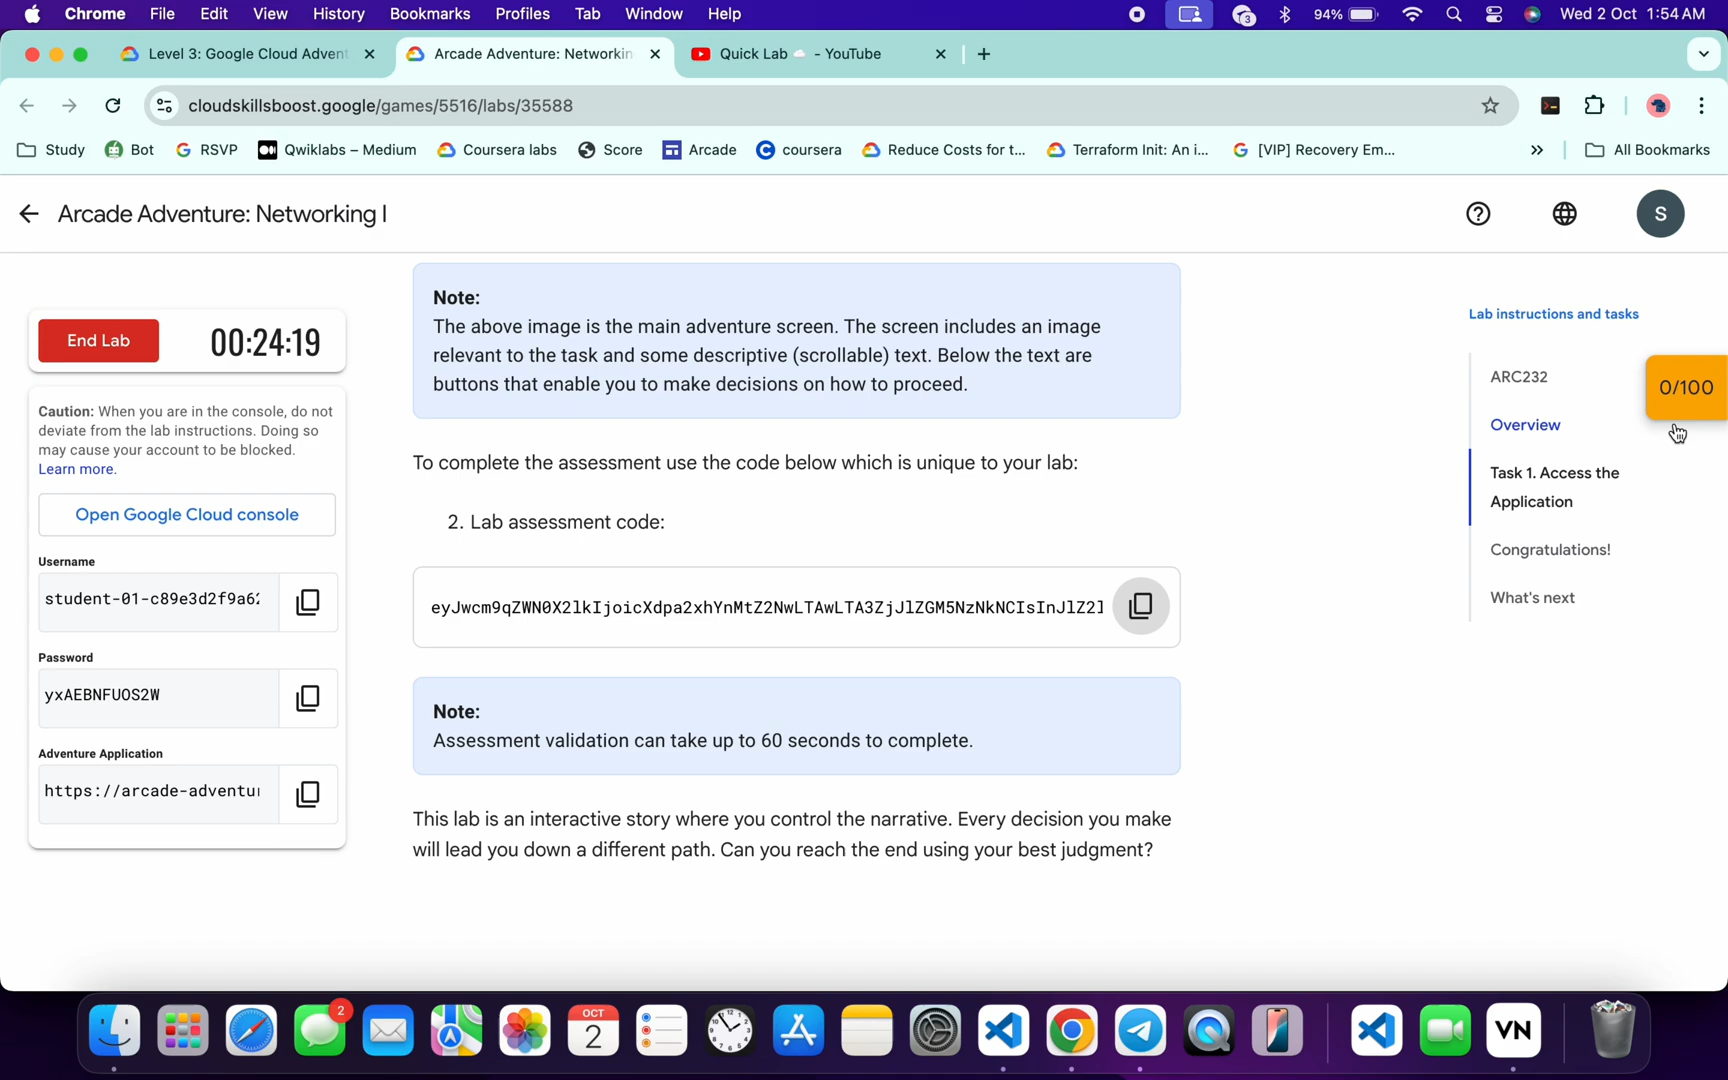 Chrome File Edit View History Bookmarks Profiles Tab Window Help 3 94% Wed 2 Oct 1:54 AM
Level 3: Google Cloud Advent Arcade Adventure: Networkin Quick Lab - YouTube
cloudskillsboost.google/games/5516/labs/35588
Study Bot RSVP Qwiklabs – Medium Coursera labs Score Arcade coursera Reduce Costs for t... Terraform Init: An i... [VIP] Recovery Em... » All Bookmarks
Arcade Adventure: Networking I
S
End Lab
00:24:19
Caution: When you are in the console, do not
deviate from the lab instructions. Doing so
may cause your account to be blocked.
Learn more.
Open Google Cloud console
Username
student-01-c89e3d2f9a62
Password
yxAEBNFUOS2W
Adventure Application
https://arcade-adventur
Note:
The above image is the main adventure screen. The screen includes an image
relevant to the task and some descriptive (scrollable) text. Below the text are
buttons that enable you to make decisions on how to proceed.
To complete the assessment use the code below which is unique to your lab:
2. Lab assessment code:
eyJwcm9qZWN0X2lkIjoicXdpa2xhYnMtZ2NwLTAwLTA3ZjJlZGM5NzNkNCIsInJlZ2l
Note:
Assessment validation can take up to 60 seconds to complete.
This lab is an interactive story where you control the narrative. Every decision you make
will lead you down a different path. Can you reach the end using your best judgment?
Lab instructions and tasks
ARC232
0/100
Overview
Task 1. Access the
Application
Congratulations!
What's next
2
OCT
2
VN